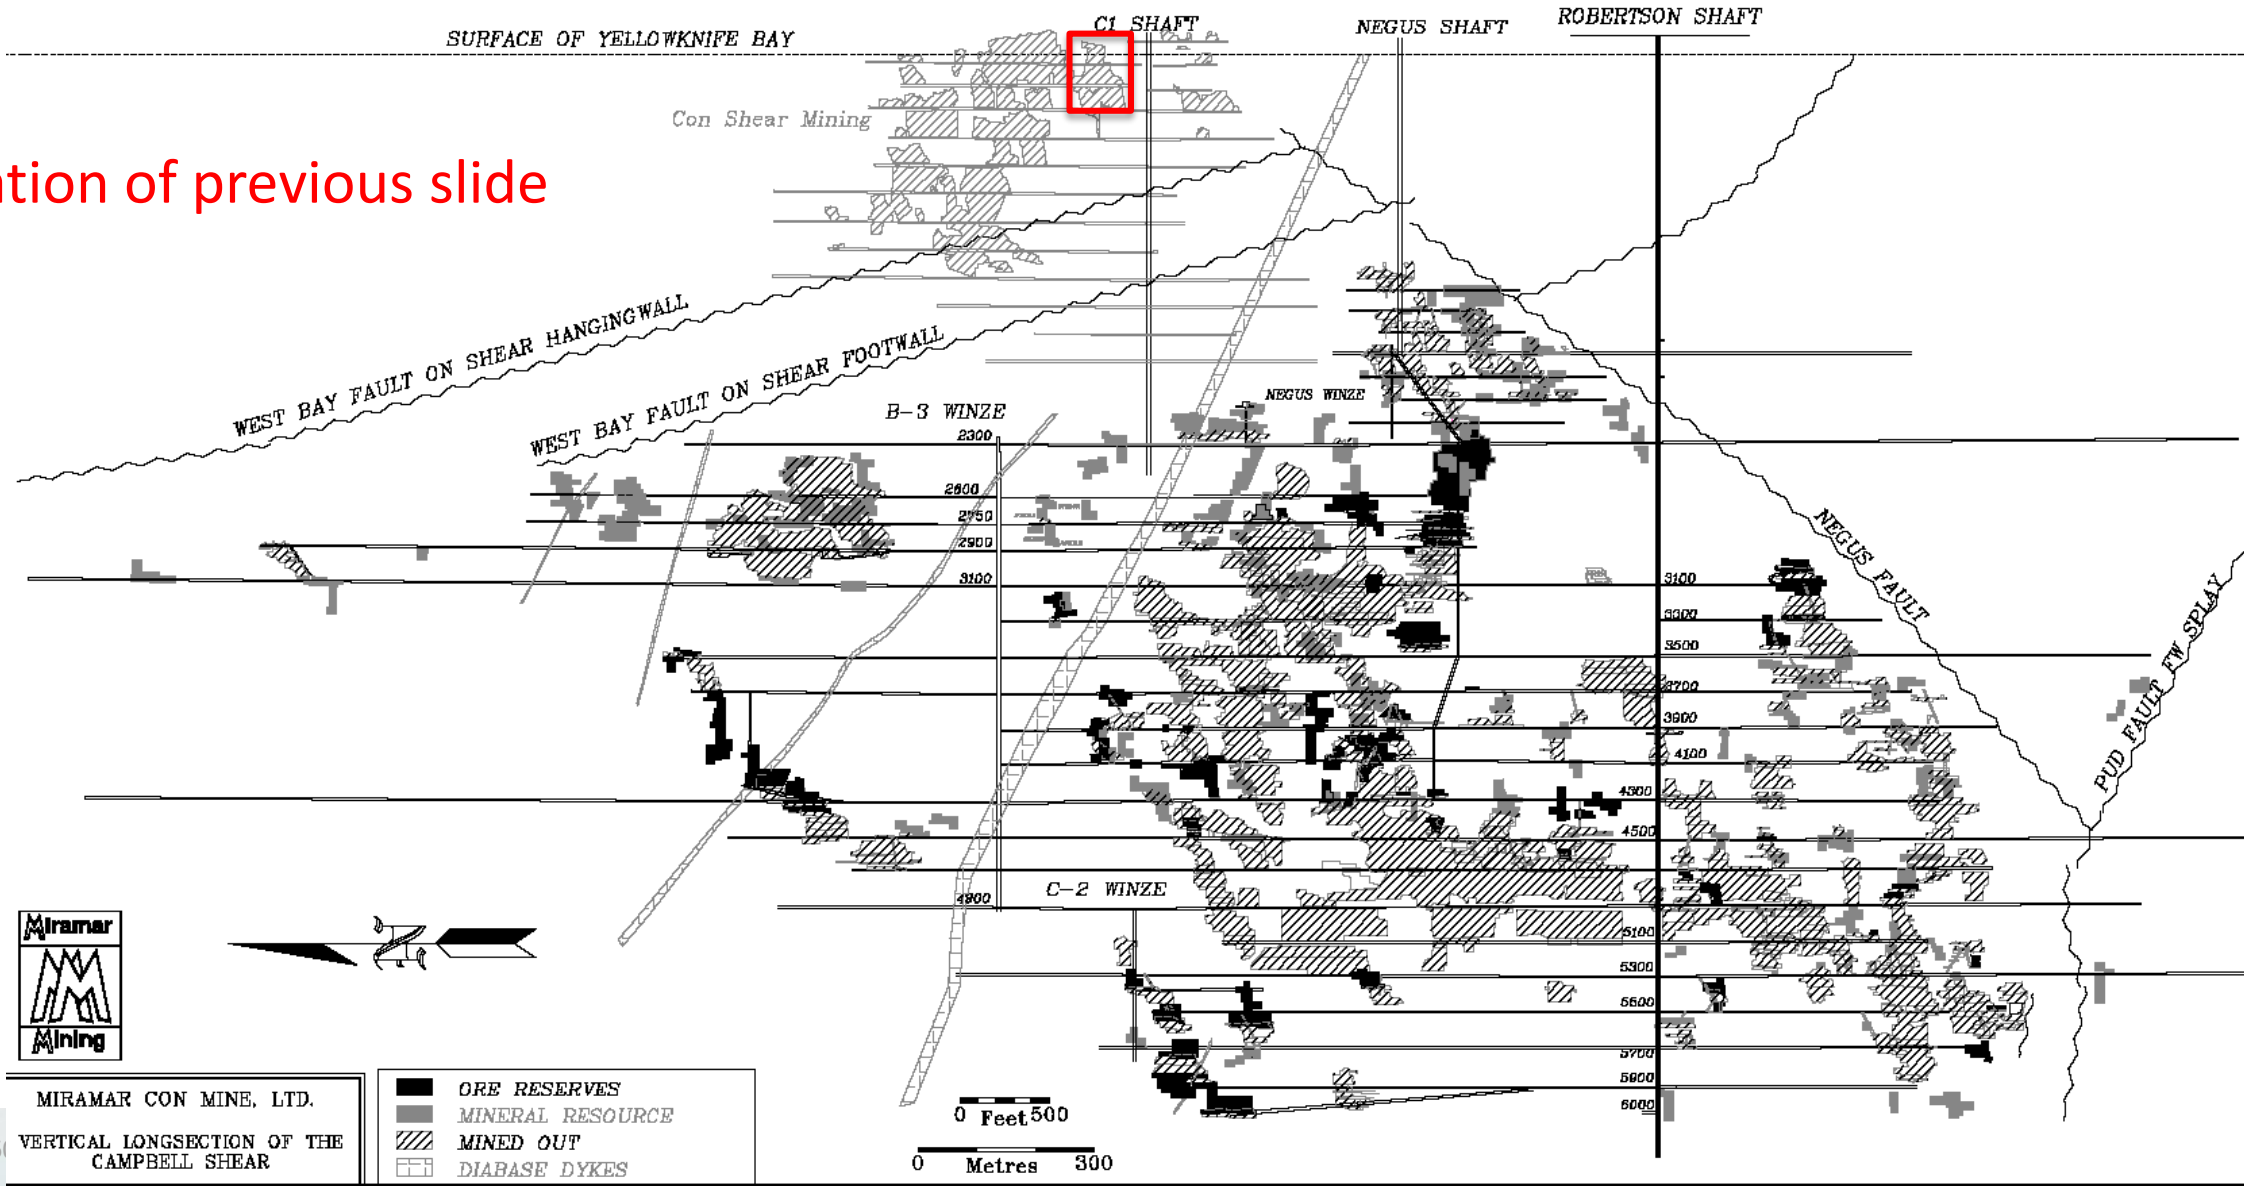 C1 SHAFT
NEGUS SHAFT
ROBERTSON SHAFT
SURFACE OF YELLOWKNIFE BAY
Con Shear Mining
ation of previous slide
WEST BAY FAULT ON SHEAR HANGINGWALL
WEST BAY FAULT ON SHEAR FOOTWALL
B-3 WINZE
NEGUS WINZE
2300
2600
2750
2900
3100
3100
3300
3500
3700
3900
4100
4300
4500
4900
5100
5300
5500
5700
5900
6000
NEGUS FAULT
PUD FAULT FW SPLAY
C-2 WINZE
Miramar
Mining
MIRAMAR CON MINE, LTD.
VERTICAL LONGSECTION OF THE
CAMPBELL SHEAR
ORE RESERVES
MINERAL RESOURCE
MINED OUT
DIABASE DYKES
0 Feet 500
0 Metres 300